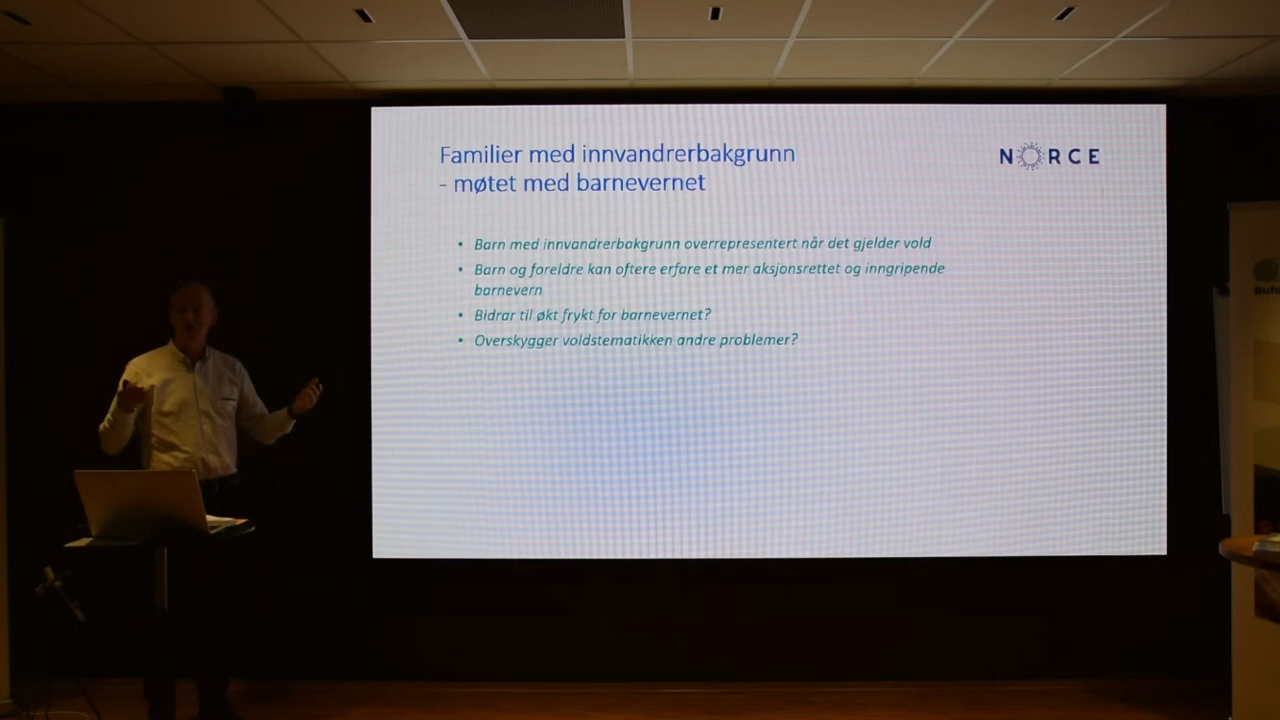 Familier med innvandrerbakgrunn
- møtet med barnevernet
NORCE
• Barn med innvandrerbakgrunn overrepresentert når det gjelder vold
• Barn og foreldre kan oftere erfare et mer aksjonsrettet og inngripende
barnevern
• Bidrar til økt frykt for barnevernet?
• Overskygger voldstematikken andre problemer?